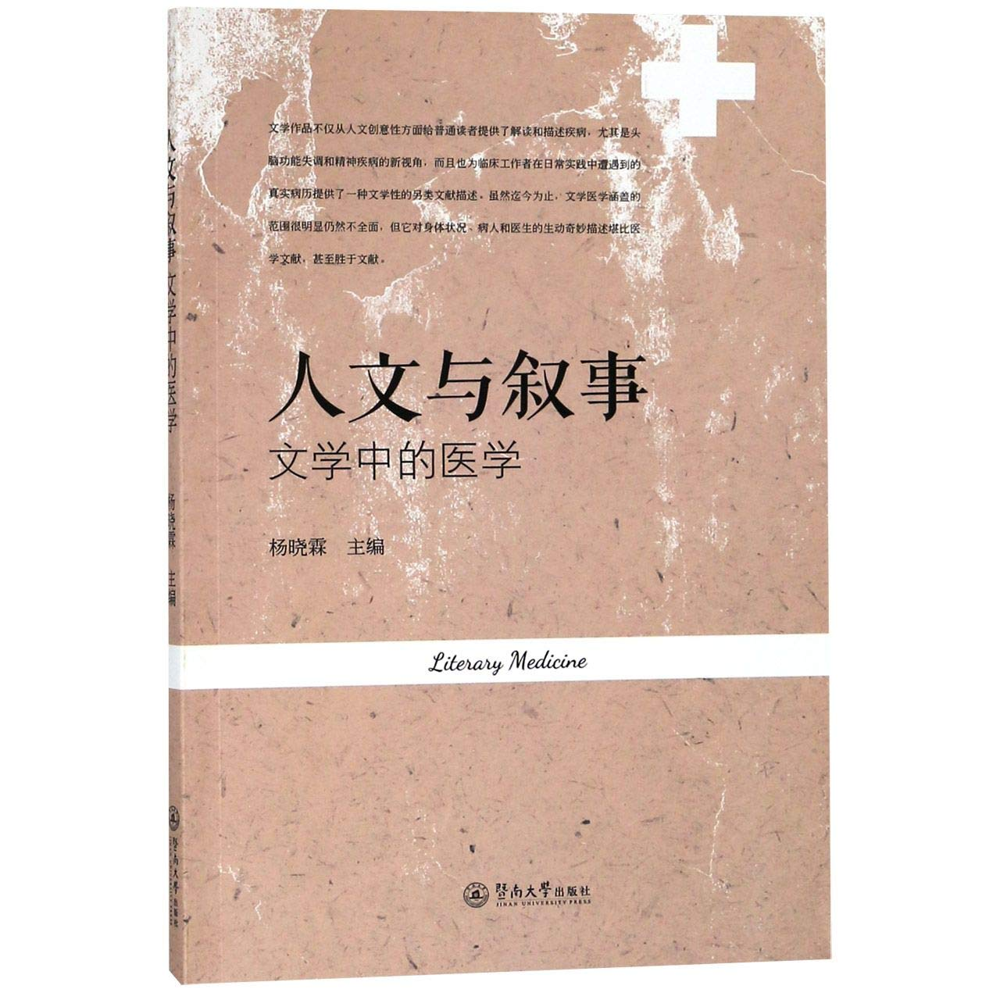 文学作品不仅从人文创意性方面给普通读者提供了解读和描述疾病，尤其是头
脑功能失调和精神疾病的新视角，而且也为临床工作者在日常实践中遭遇到的
真实病历提供了一种文学性的另类文献描述。虽然迄今为止，文学医学涵盖的
范围很明显仍然不全面，但它对身体状况、病人和医生的生动奇妙描述堪比医
学文献，甚至胜于文献。
人文与叙事
文学中的医学
杨晓霖 主编
Literary Medicine
暨南大学出版社
JINAN UNIVERSITY PRESS
人文与叙事 文学中的医学 杨晓霖 主编 暨南大学出版社